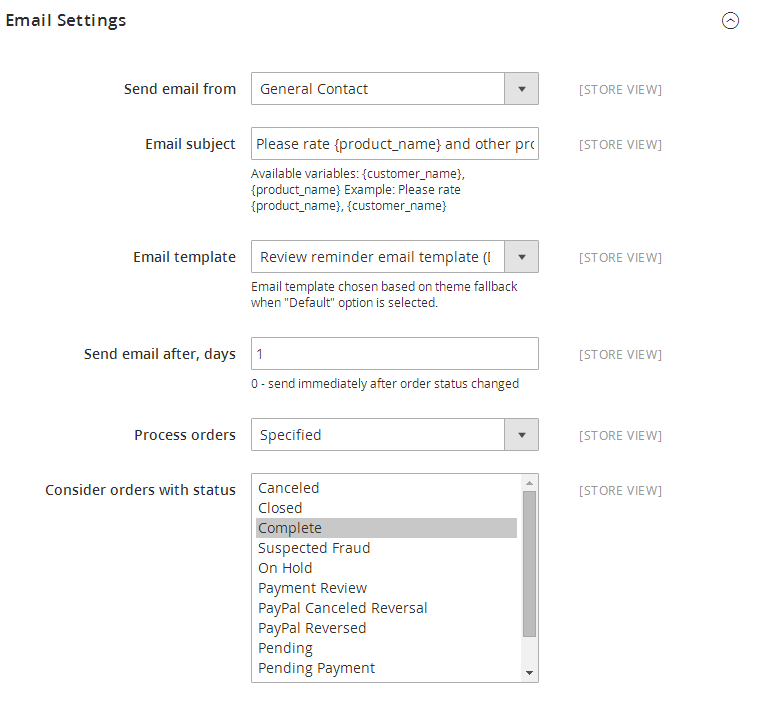 Email Settings
Send email from General Contact [STORE VIEW]
Email subject Please rate {product_name} and other pro [STORE VIEW]
Available variables: {customer_name},
{product_name} Example: Please rate
{product_name}, {customer_name}
Email template Review reminder email template ( [STORE VIEW]
Email template chosen based on theme fallback
when "Default" option is selected.
Send email after, days 1 [STORE VIEW]
0 - send immediately after order status changed
Process orders Specified [STORE VIEW]
Consider orders with status [STORE VIEW]
Canceled
Closed
Complete
Suspected Fraud
On Hold
Payment Review
PayPal Canceled Reversal
PayPal Reversed
Pending
Pending Payment